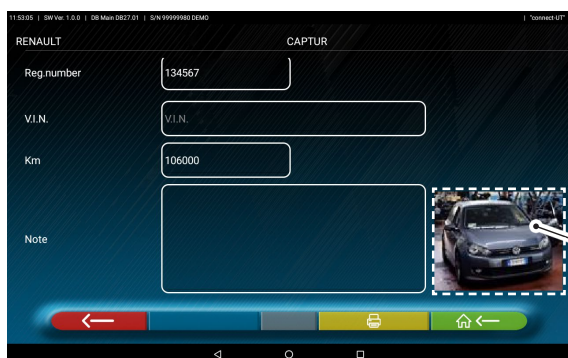 11:53:05 | SW Ver. 1.0.0 | DB Main DB27.01 | S/N 99999980 DEMO | "connect-UT"
RENAULT CAPTUR
Reg.number 134567
V.I.N. V.I.N.
Km 106000
Note